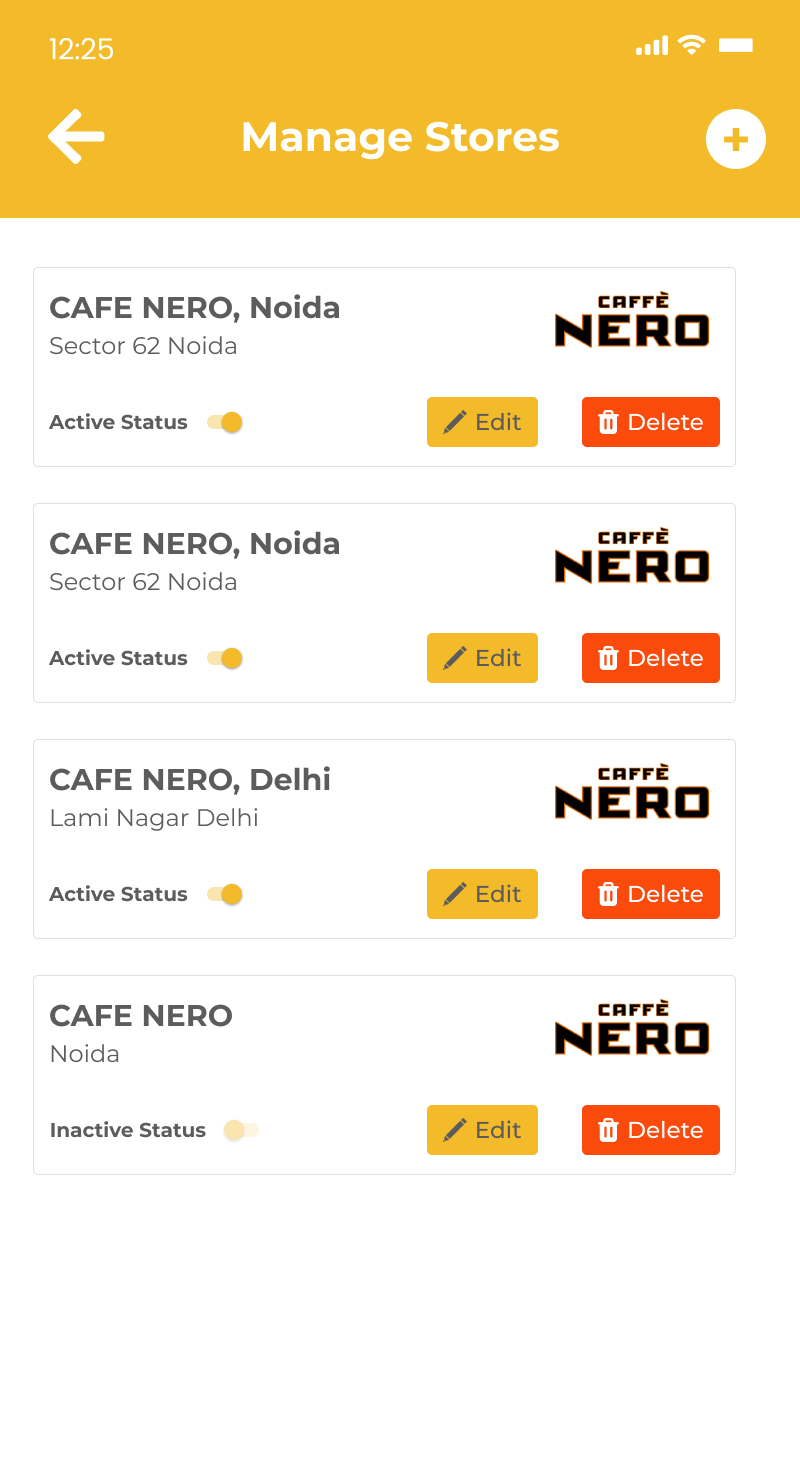 12:25
Manage Stores
CAFE NERO, Noida
Sector 62 Noida
CAFFÈ
NERO
Active Status
Edit
Delete
CAFE NERO, Noida
Sector 62 Noida
CAFFÈ
NERO
Active Status
Edit
Delete
CAFE NERO, Delhi
Lami Nagar Delhi
CAFFÈ
NERO
Active Status
Edit
Delete
CAFE NERO
Noida
CAFFÈ
NERO
Inactive Status
Edit
Delete